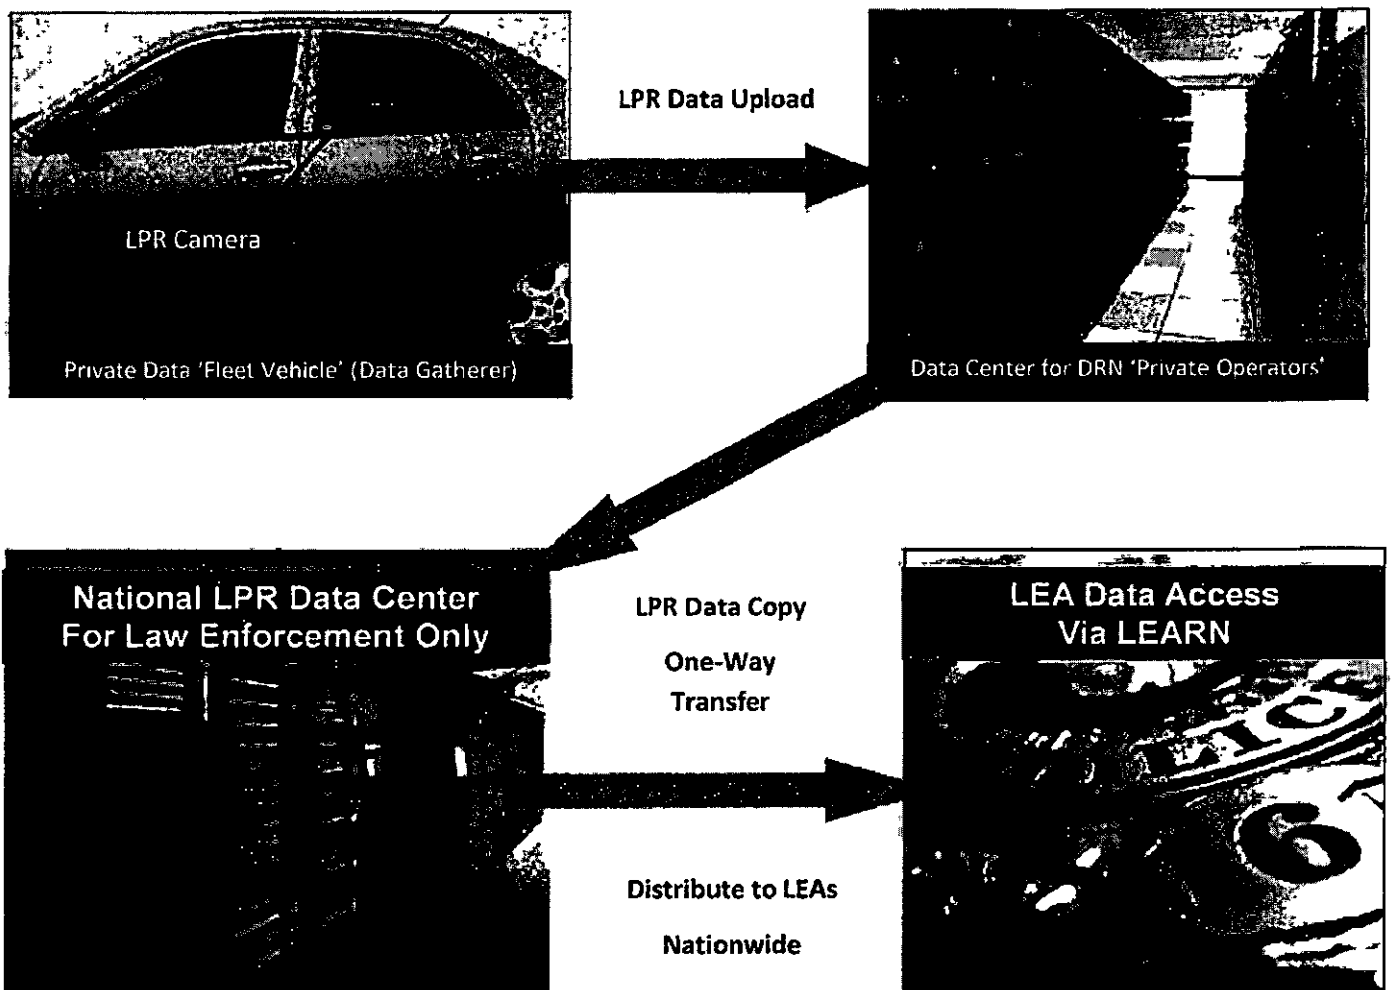 LPR Data Upload
LPR Camera
Private Data 'Fleet Vehicle' (Data Gatherer)
Data Center for DRN 'Private Operators'
National LPR Data Center
For Law Enforcement Only
LPR Data Copy
One-Way
Transfer
Distribute to LEAs
Nationwide
LEA Data Access
Via LEARN